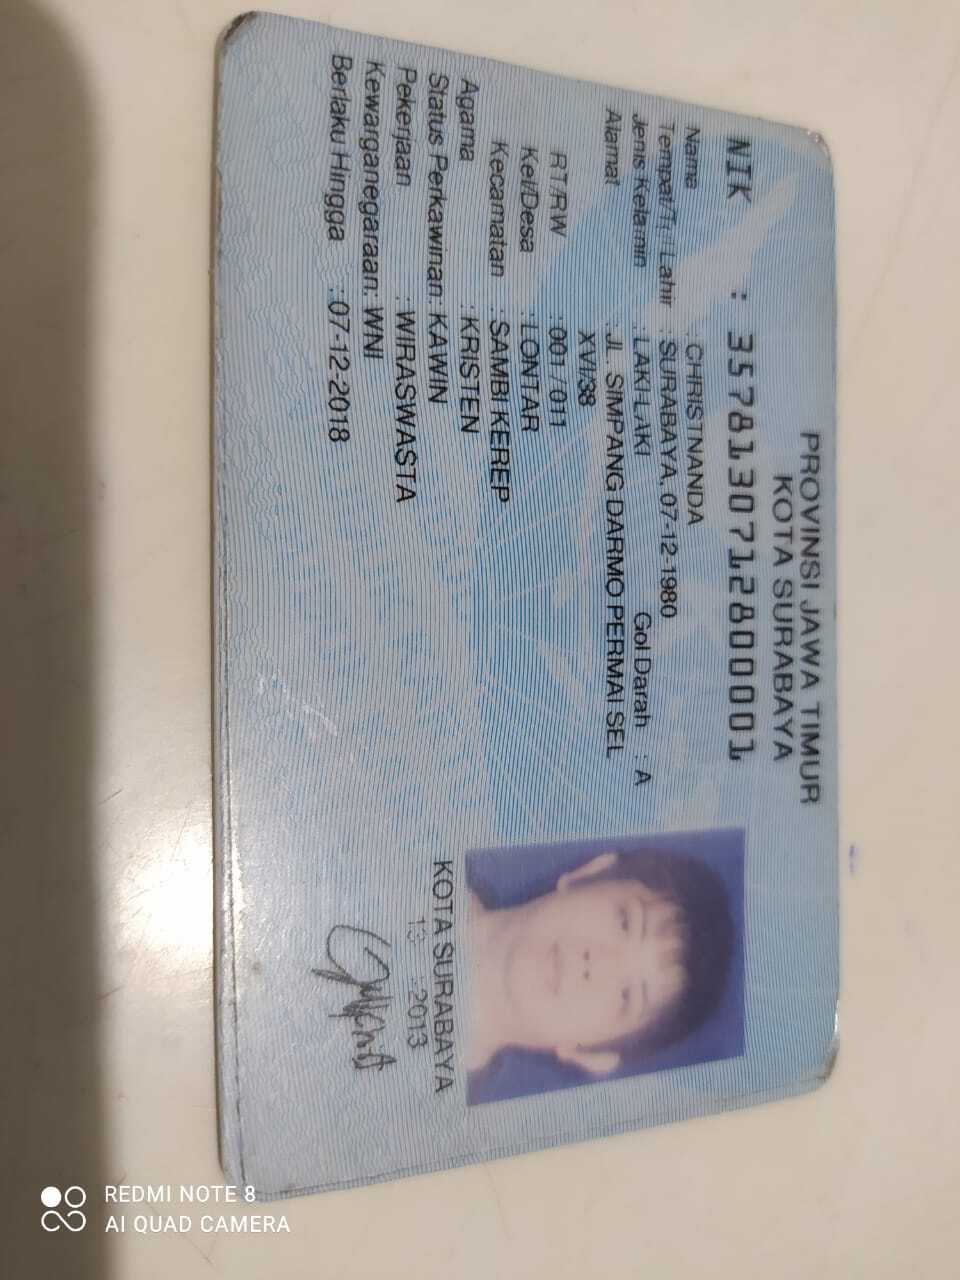 PROVINSI JAWA TIMUR
KOTA SURABAYA
NIK : 3578130712800001
Nama : CHRISTNANDA
Tempat/Tgl Lahir : SURABAYA, 07-12-1980
Jenis Kelamin : LAKI-LAKI Gol Darah : A
Alamat : JL. SIMPANG DARMO PERMAI SEL
XVI/38
RT/RW : 001 /011
Kel/Desa : LONTAR
Kecamatan : SAMBI KEREP
Agama : KRISTEN
Status Perkawinan: KAWIN
Pekerjaan : WIRASWASTA
Kewarganegaraan: WNI
Berlaku Hingga : 07-12-2018
KOTA SURABAYA
2013
REDMI NOTE 8
AI QUAD CAMERA